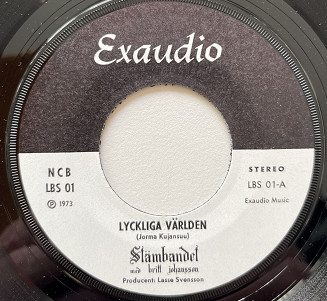 Exaudio
NCB
LBS 01
Ⓟ 1973
STEREO
LBS 01-A
Exaudio Music
LYCKLIGA VÄRLDEN
(Jorma Kujansuu)
Stämbandet
med britt johansson
Producent: Lasse Svensson